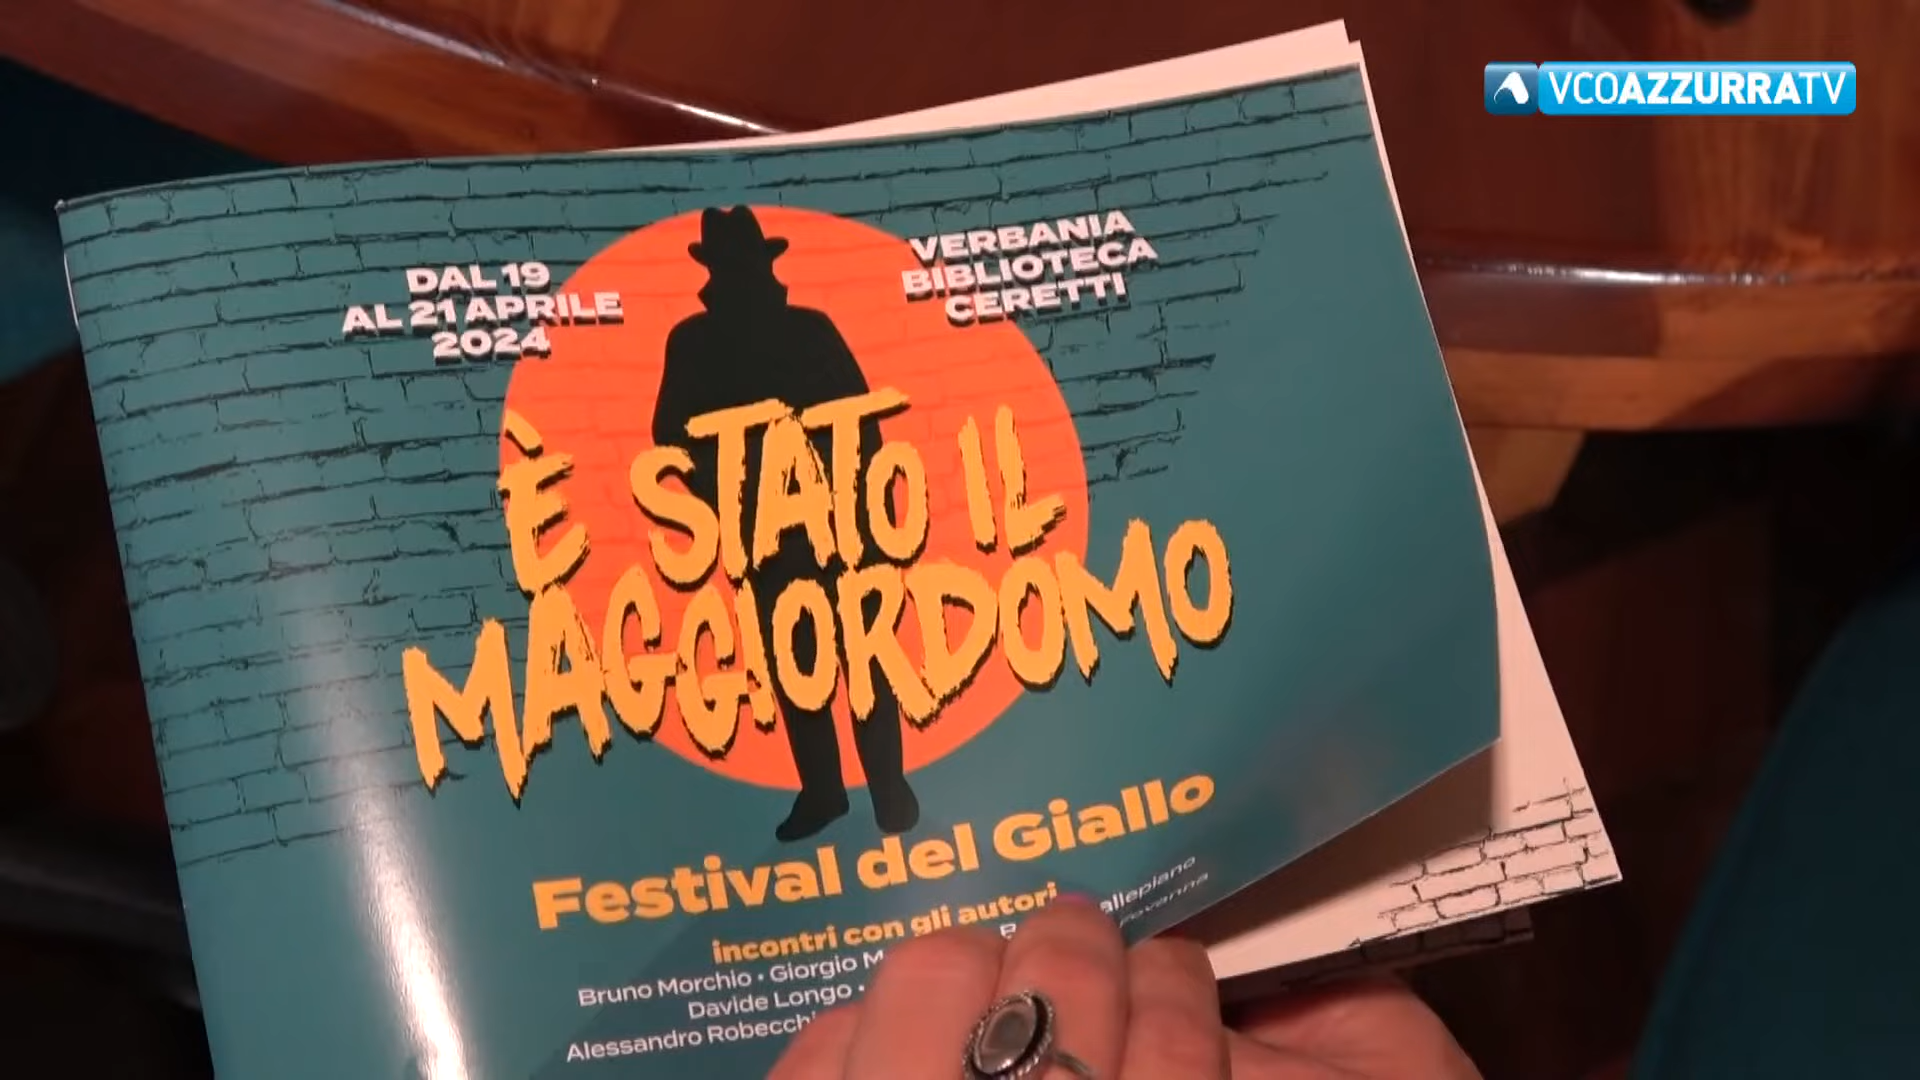 VCOAZZURRATV
DAL 19
AL 21 APRILE
2024
VERBANIA
BIBLIOTECA
CERETTI
È STATO IL
MAGGIORDOMO
Festival del Giallo
incontri con gli autori
Bruno Morchio • Giorgio
Davide Longo •
Alessandro Robecchi